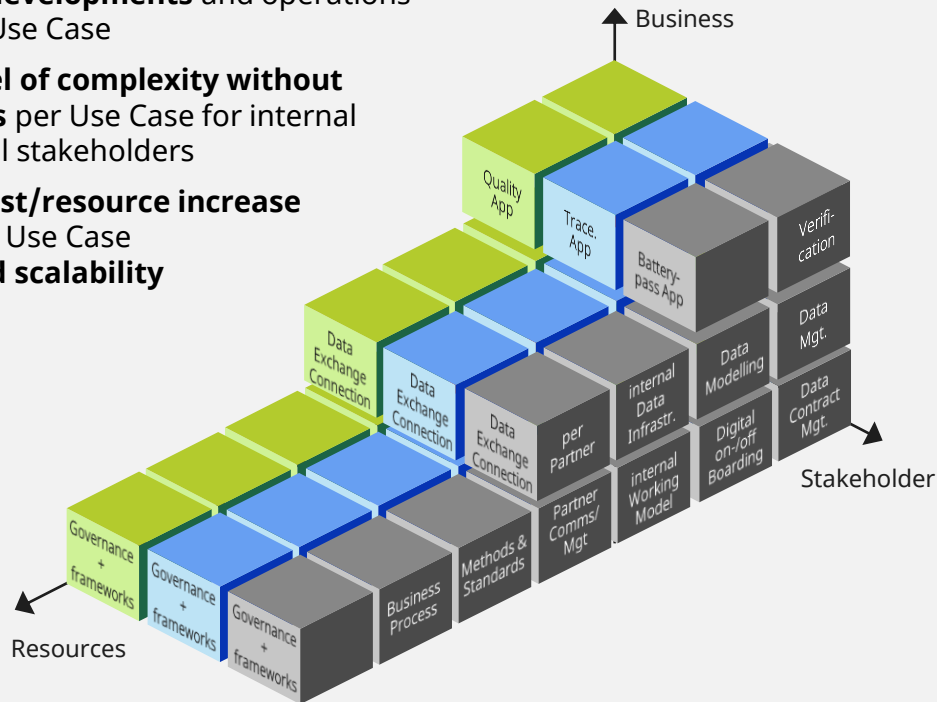 developments and operations
Use Case
el of complexity without
s per Use Case for internal
l stakeholders
st/resource increase
Use Case
d scalability
Business
Quality
App
Trace.
App
Battery-
pass App
Verifi-
cation
Data
Mgt.
Data
Modelling
internal
Data
Infrastr.
per
Partner
Data
Exchange
Connection
Data
Exchange
Connection
Data
Exchange
Connection
Data
Contract
Mgt.
Digital
on-/off
Boarding
internal
Working
Model
Partner
Comms/
Mgt
Methods &
Standards
Business
Process
Governance
+
frameworks
Governance
+
frameworks
Governance
+
frameworks
Stakeholder
Resources